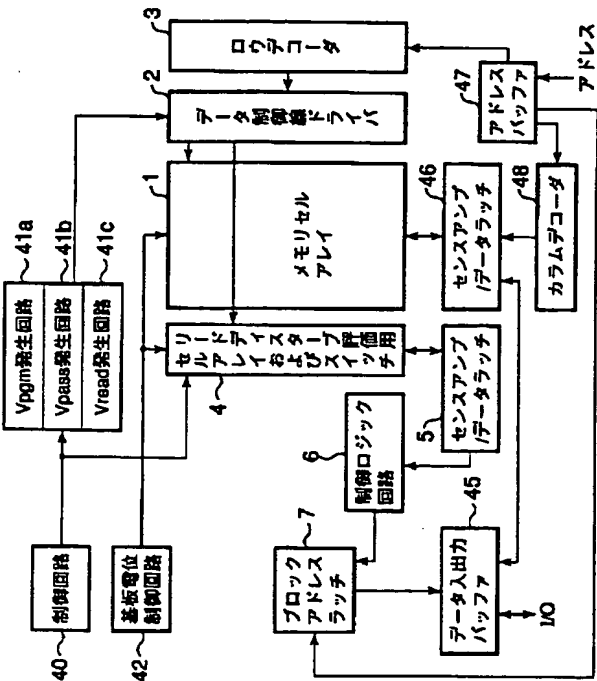 3
ロウデコーダ
2
データ制御線ドライバ
47
アドレス
バッファ
アドレス
1
メモリセル
アレイ
46
センスアンプ
/データラッチ
48
カラムデコーダ
41a
41b
41c
Vpgm発生回路
Vpass発生回路
Vread発生回路
リードディスターブ評価用
セルアレイおよびスイッ
チ
4
センスアンプ
/データラッチ
5
6
制御ロジック
回路
7
ブロック
アドレス
ラッチ
45
データ入出力
バッファ
I/O
制御回路
40
基板電位
制御回路
42